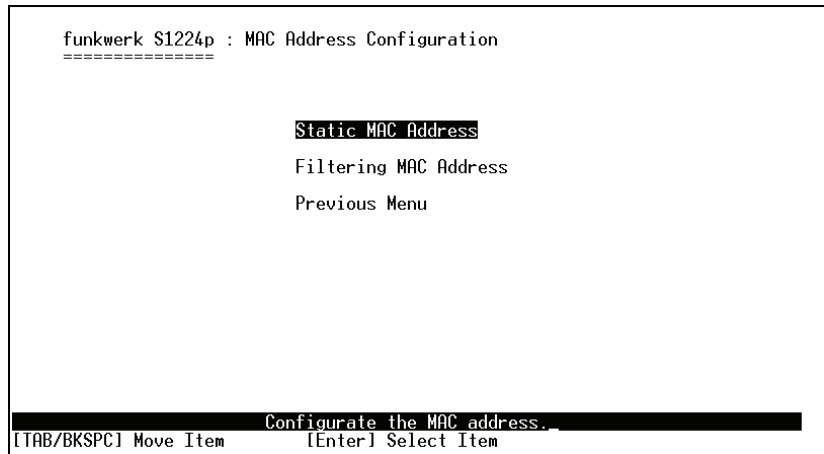 funkwerk S1224p : MAC Address Configuration
===============
Static MAC Address
Filtering MAC Address
Previous Menu
Configurate the MAC address._
[TAB/BKSPC] Move Item [Enter] Select Item